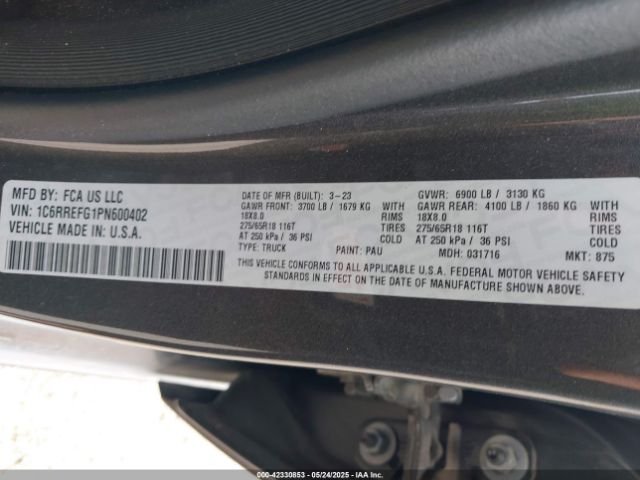 MFD BY: FCA US LLC
VIN: 1C6RREFG1PN600402
VEHICLE MADE IN: U.S.A.
DATE OF MFR (BUILT): 3-23
GAWR FRONT: 3700 LB / 1679 KG WITH
18X8.0 RIMS
275/65R18 116T TIRES
AT 250 kPa / 36 PSI COLD
TYPE: TRUCK PAINT: PAU
GVWR: 6900 LB / 3130 KG
GAWR REAR: 4100 LB / 1860 KG WITH
18X8.0 RIMS
275/65R18 116T TIRES
AT 250 kPa / 36 PSI COLD
MDH: 031716 MKT: 875
THIS VEHICLE CONFORMS TO ALL APPLICABLE U.S.A. FEDERAL MOTOR VEHICLE SAFETY
STANDARDS IN EFFECT ON THE DATE OF MANUFACTURE SHOWN ABOVE.
000-42330853 05/24/2025 IAA